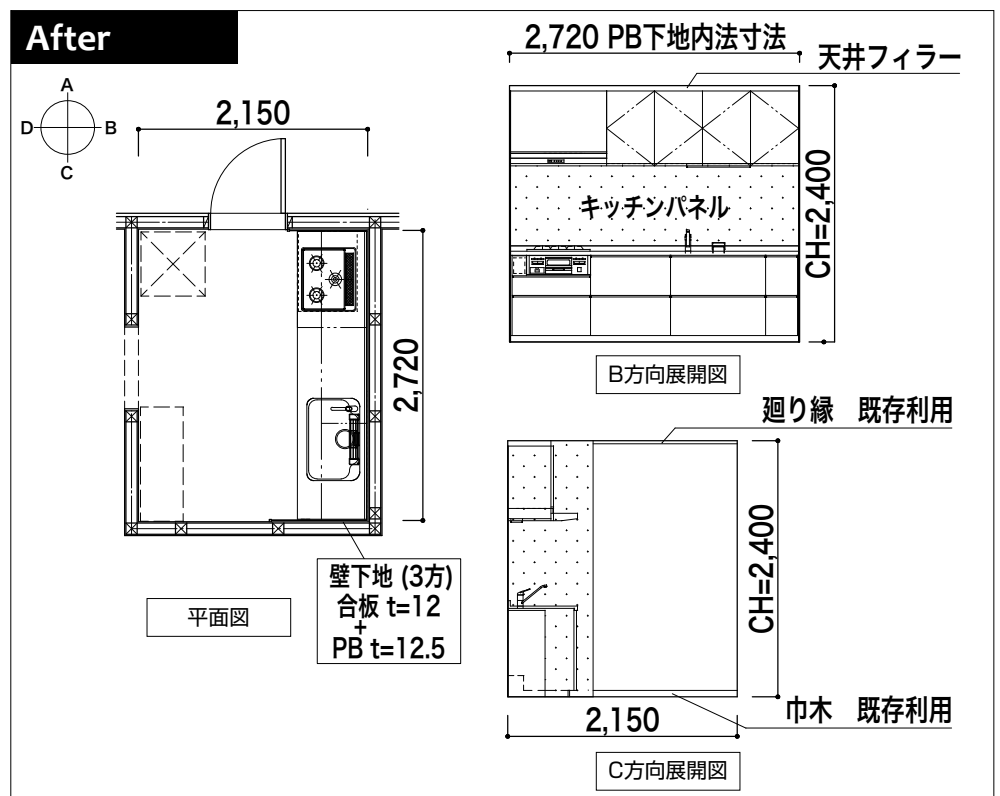 After
A
D B
C
2,150
2,720
壁下地 (3方)
合板 t=12
+
PB t=12.5
平面図
2,720 PB下地内法寸法
天井フィラー
キッチンパネル
CH=2,400
B方向展開図
廻り縁 既存利用
CH=2,400
巾木 既存利用
2,150
C方向展開図